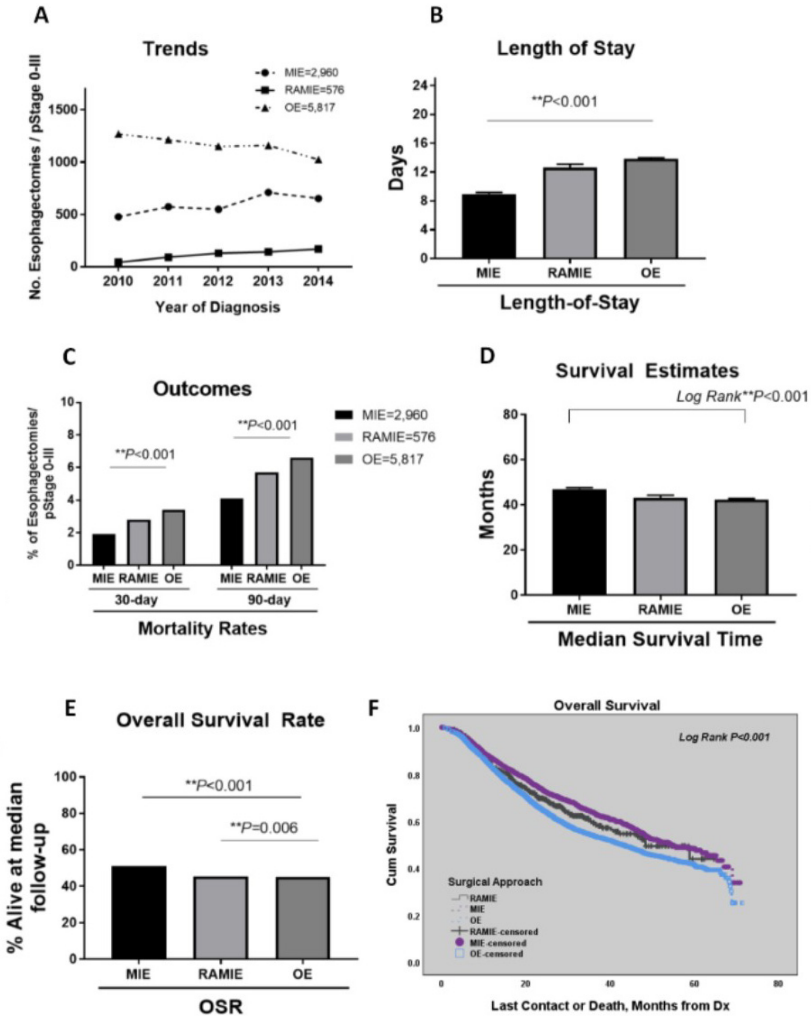 A
Trends
MIE=2,960
RAMIE=576
OE=5,817
No. Esophagectomies / pStage 0-III
1500
1000
500
0
2010 2011 2012 2013 2014
Year of Diagnosis
B
Length of Stay
**P<0.001
Days
24
20
16
12
8
4
0
MIE RAMIE OE
Length-of-Stay
C
Outcomes
MIE=2,960
RAMIE=576
OE=5,817
**P<0.001
**P<0.001
% of Esophagectomies/
pStage 0-III
10
8
6
4
2
0
MIE RAMIE OE MIE RAMIE OE
30-day 90-day
Mortality Rates
D
Survival Estimates
Log Rank**P<0.001
Months
80
60
40
20
0
MIE RAMIE OE
Median Survival Time
E
Overall Survival Rate
**P<0.001
**P=0.006
% Alive at median
follow-up
100
80
60
40
20
0
MIE RAMIE OE
OSR
F
Overall Survival
Log Rank P<0.001
Cum Survival
1.0
0.8
0.6
0.4
0.2
0.0
Surgical Approach
RAMIE
MIE
OE
RAMIE-censored
MIE-censored
OE-censored
0 20 40 60 80
Last Contact or Death, Months from Dx